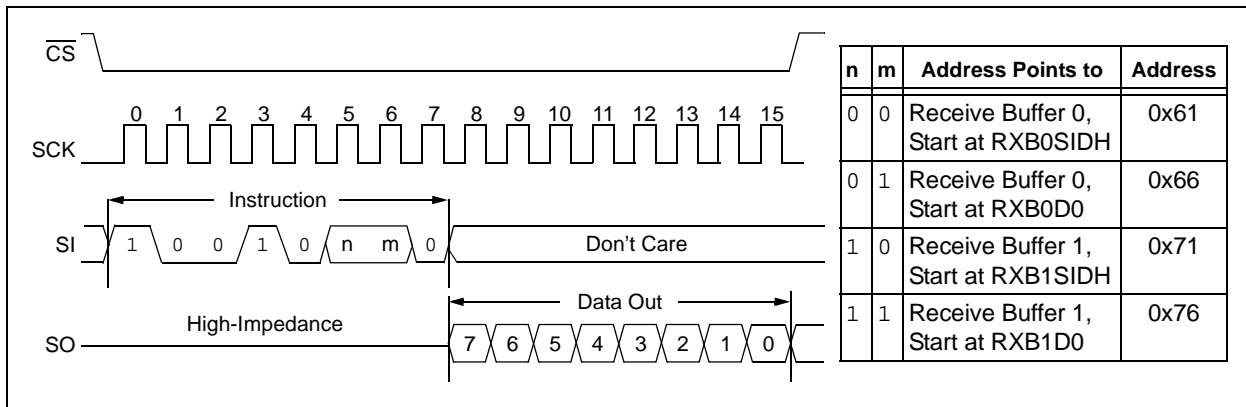 CS
0 1 2 3 4 5 6 7 8 9 10 11 12 13 14 15
SCK
Instruction
SI 1 0 0 1 0 n m 0 Don't Care
Data Out
High-Impedance
SO 7 6 5 4 3 2 1 0
n m Address Points to Address
0 0 Receive Buffer 0, 0x61
Start at RXB0SIDH
0 1 Receive Buffer 0, 0x66
Start at RXB0D0
1 0 Receive Buffer 1, 0x71
Start at RXB1SIDH
1 1 Receive Buffer 1, 0x76
Start at RXB1D0